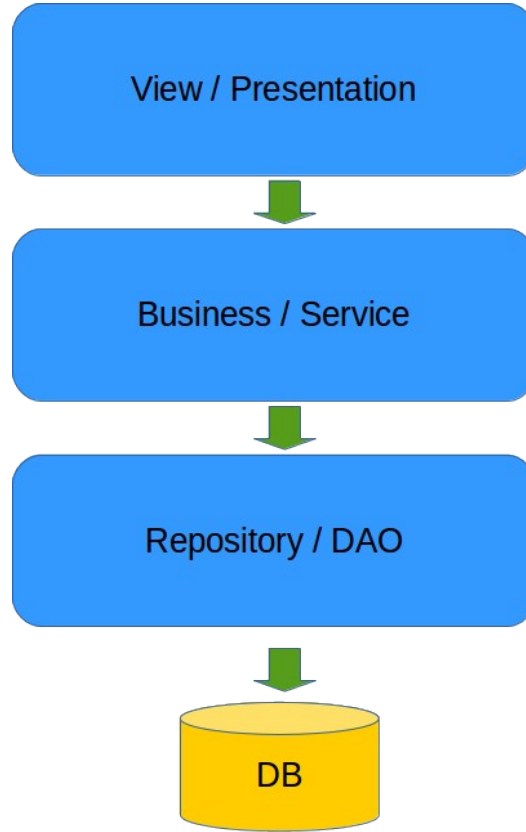 View / Presentation
Business / Service
Repository / DAO
DB